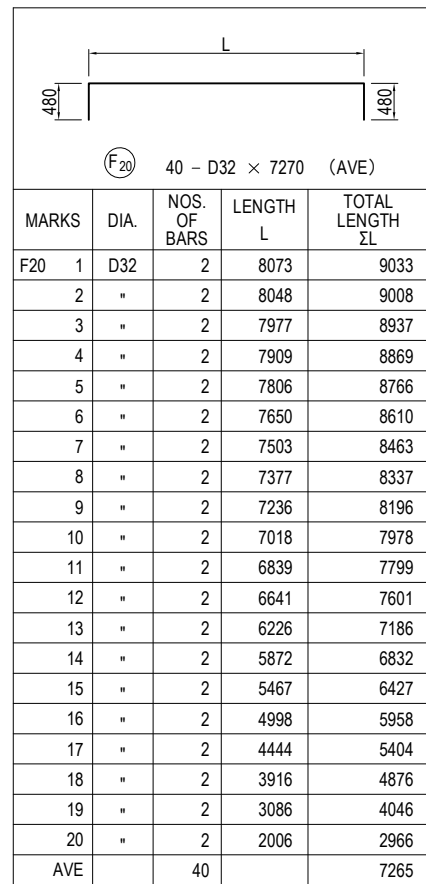 L
480 480
F20 40 – D32 × 7270 (AVE)
MARKS DIA. NOS. OF BARS LENGTH L TOTAL LENGTH ΣL
F20 1 D32 2 8073 9033
2 " 2 8048 9008
3 " 2 7977 8937
4 " 2 7909 8869
5 " 2 7806 8766
6 " 2 7650 8610
7 " 2 7503 8463
8 " 2 7377 8337
9 " 2 7236 8196
10 " 2 7018 7978
11 " 2 6839 7799
12 " 2 6641 7601
13 " 2 6226 7186
14 " 2 5872 6832
15 " 2 5467 6427
16 " 2 4998 5958
17 " 2 4444 5404
18 " 2 3916 4876
19 " 2 3086 4046
20 " 2 2006 2966
AVE 40 7265